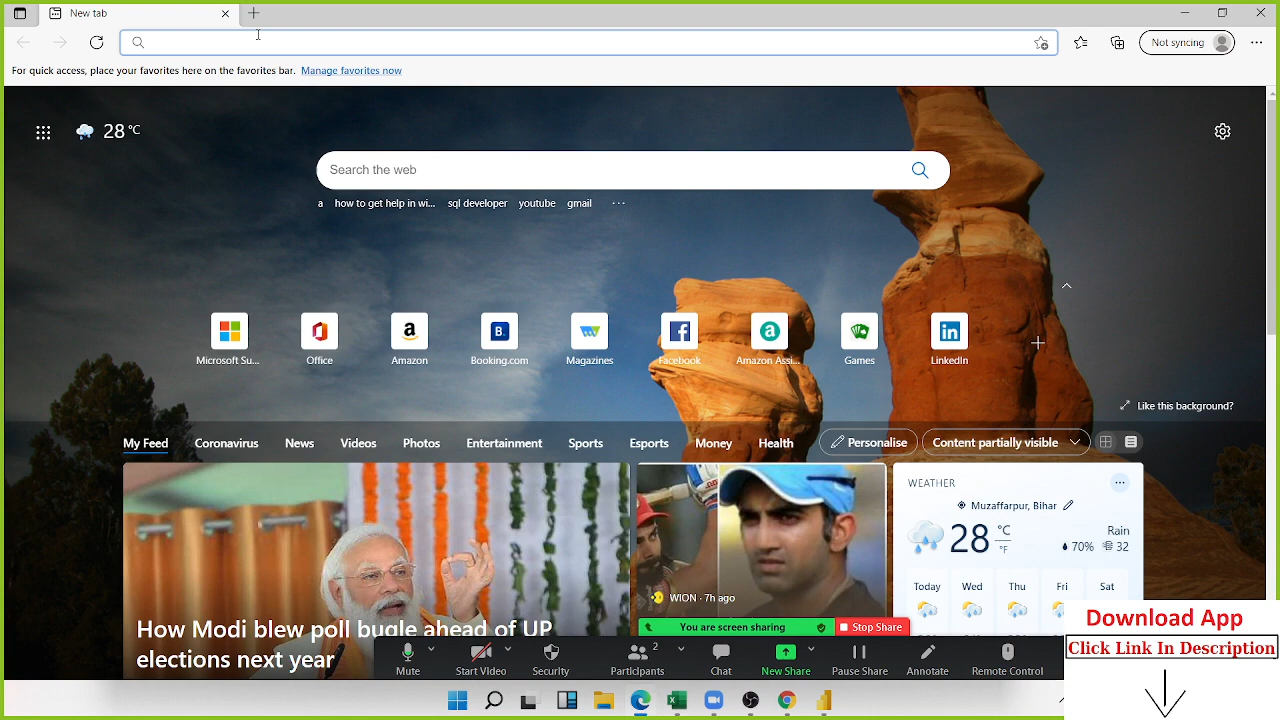 New tab
Not syncing
For quick access, place your favorites here on the favorites bar. Manage favorites now
28 °C
Search the web
a how to get help in wi... sql developer youtube gmail ...
Microsoft Su... Office Amazon Booking.com Magazines Facebook Amazon Assi... Games LinkedIn
Like this background?
My Feed Coronavirus News Videos Photos Entertainment Sports Esports Money Health Personalise Content partially visible
WEATHER
Muzaffarpur, Bihar
28 °C °F
Rain
70% 32
Today Wed Thu Fri Sat
WION · 7h ago
How Modi blew poll bugle ahead of UP
elections next year
You are screen sharing Stop Share
Mute Start Video Security Participants 2 Chat New Share Pause Share Annotate Remote Control
Download App
Click Link In Description